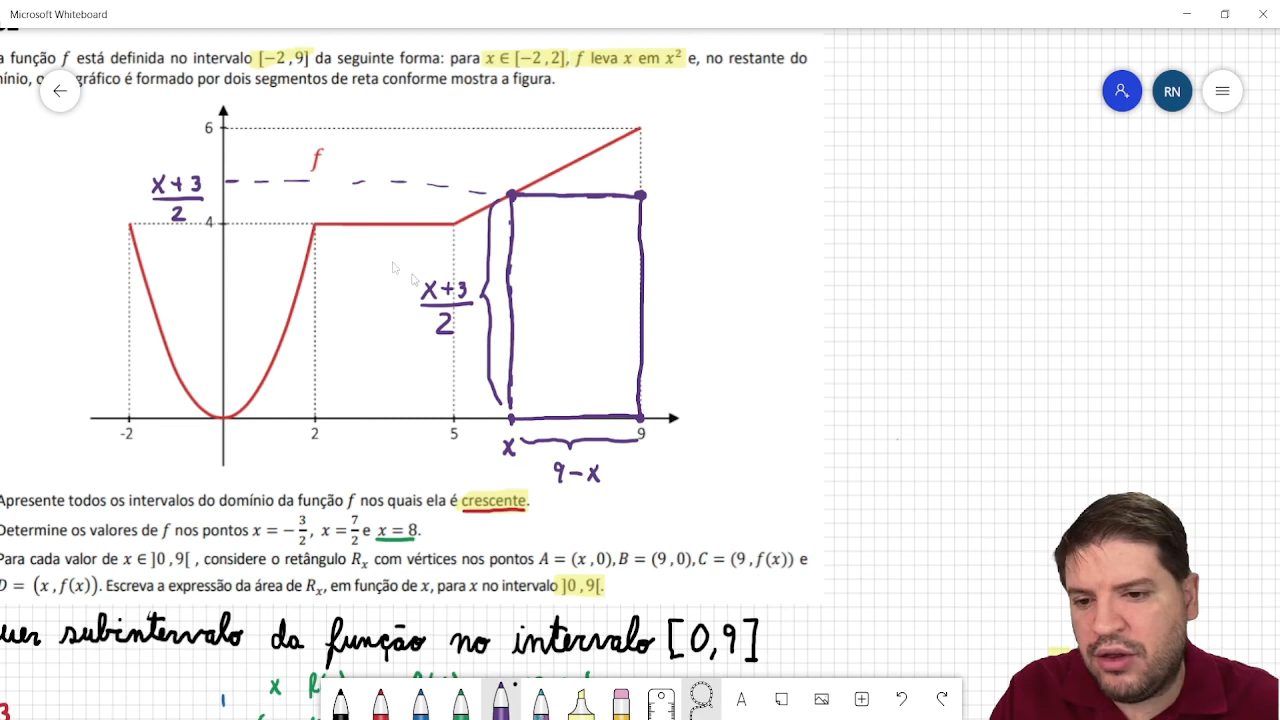 Microsoft Whiteboard
a função f está definida no intervalo [−2,9] da seguinte forma: para x ∈ [−2,2], f leva x em x² e, no restante do
gráfico é formado por dois segmentos de reta conforme mostra a figura.
RN
6
f
x+3
2
4
x+3
2
-2
2
5
x
9
9-x
Apresente todos os intervalos do domínio da função f nos quais ela é crescente.
Determine os valores de f nos pontos x = −3/2, x = 7/2 e x = 8.
Para cada valor de x ∈ ]0,9[ , considere o retângulo Rₓ com vértices nos pontos A = (x,0), B = (9,0), C = (9,f(x)) e
D = (x,f(x)). Escreva a expressão da área de Rₓ, em função de x, para x no intervalo ]0,9[.
subintervalo da função no intervalo [0,9]
x
A